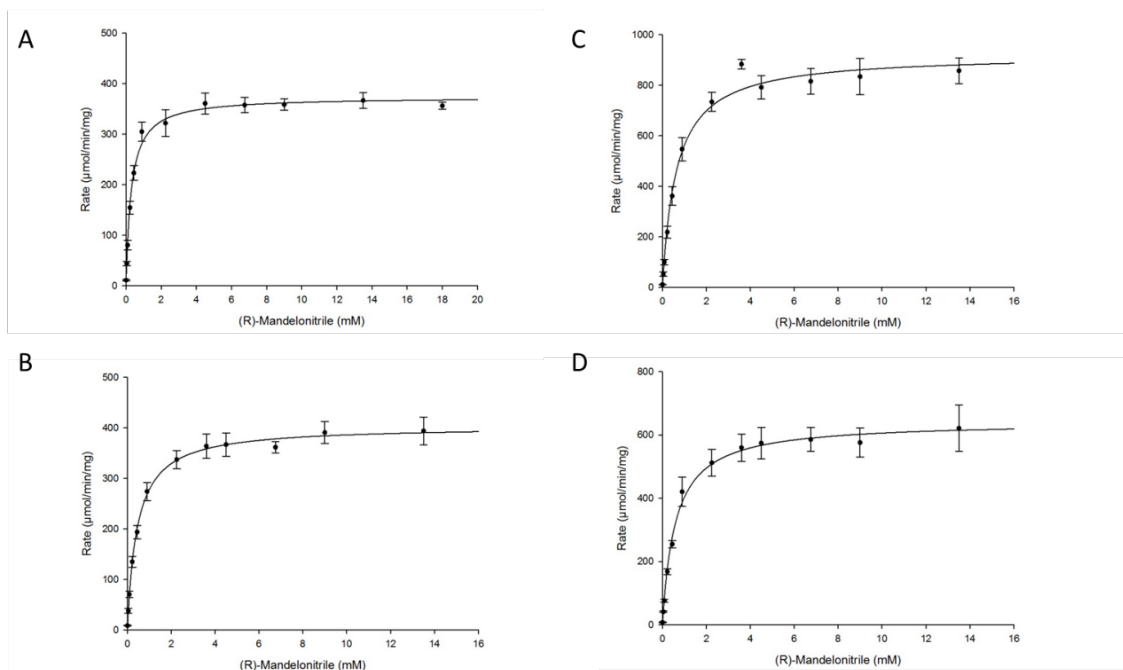 A
500
400
300
200
100
0
Rate (µmol/min/mg)
0 2 4 6 8 10 12 14 16 18 20
(R)-Mandelonitrile (mM)
C
1000
800
600
400
200
0
Rate (µmol/min/mg)
0 2 4 6 8 10 12 14 16
(R)-Mandelonitrile (mM)
B
500
400
300
200
100
0
Rate (µmol/min/mg)
0 2 4 6 8 10 12 14 16
(R)-Mandelonitrile (mM)
D
800
600
400
200
0
Rate (µmol/min/mg)
0 2 4 6 8 10 12 14 16
(R)-Mandelonitrile (mM)